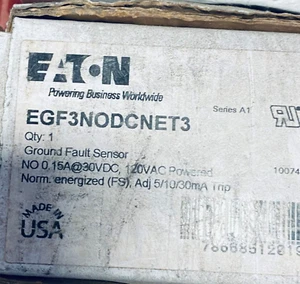 EATON
Powering Business Worldwide
EGF3NODCNET3
Series A1
Qty: 1
Ground Fault Sensor
NO 0.15A@30VDC, 120VAC Powered
10074
Norm. energized (FS), Adj 5/10/30mA Trip
MADE IN
USA